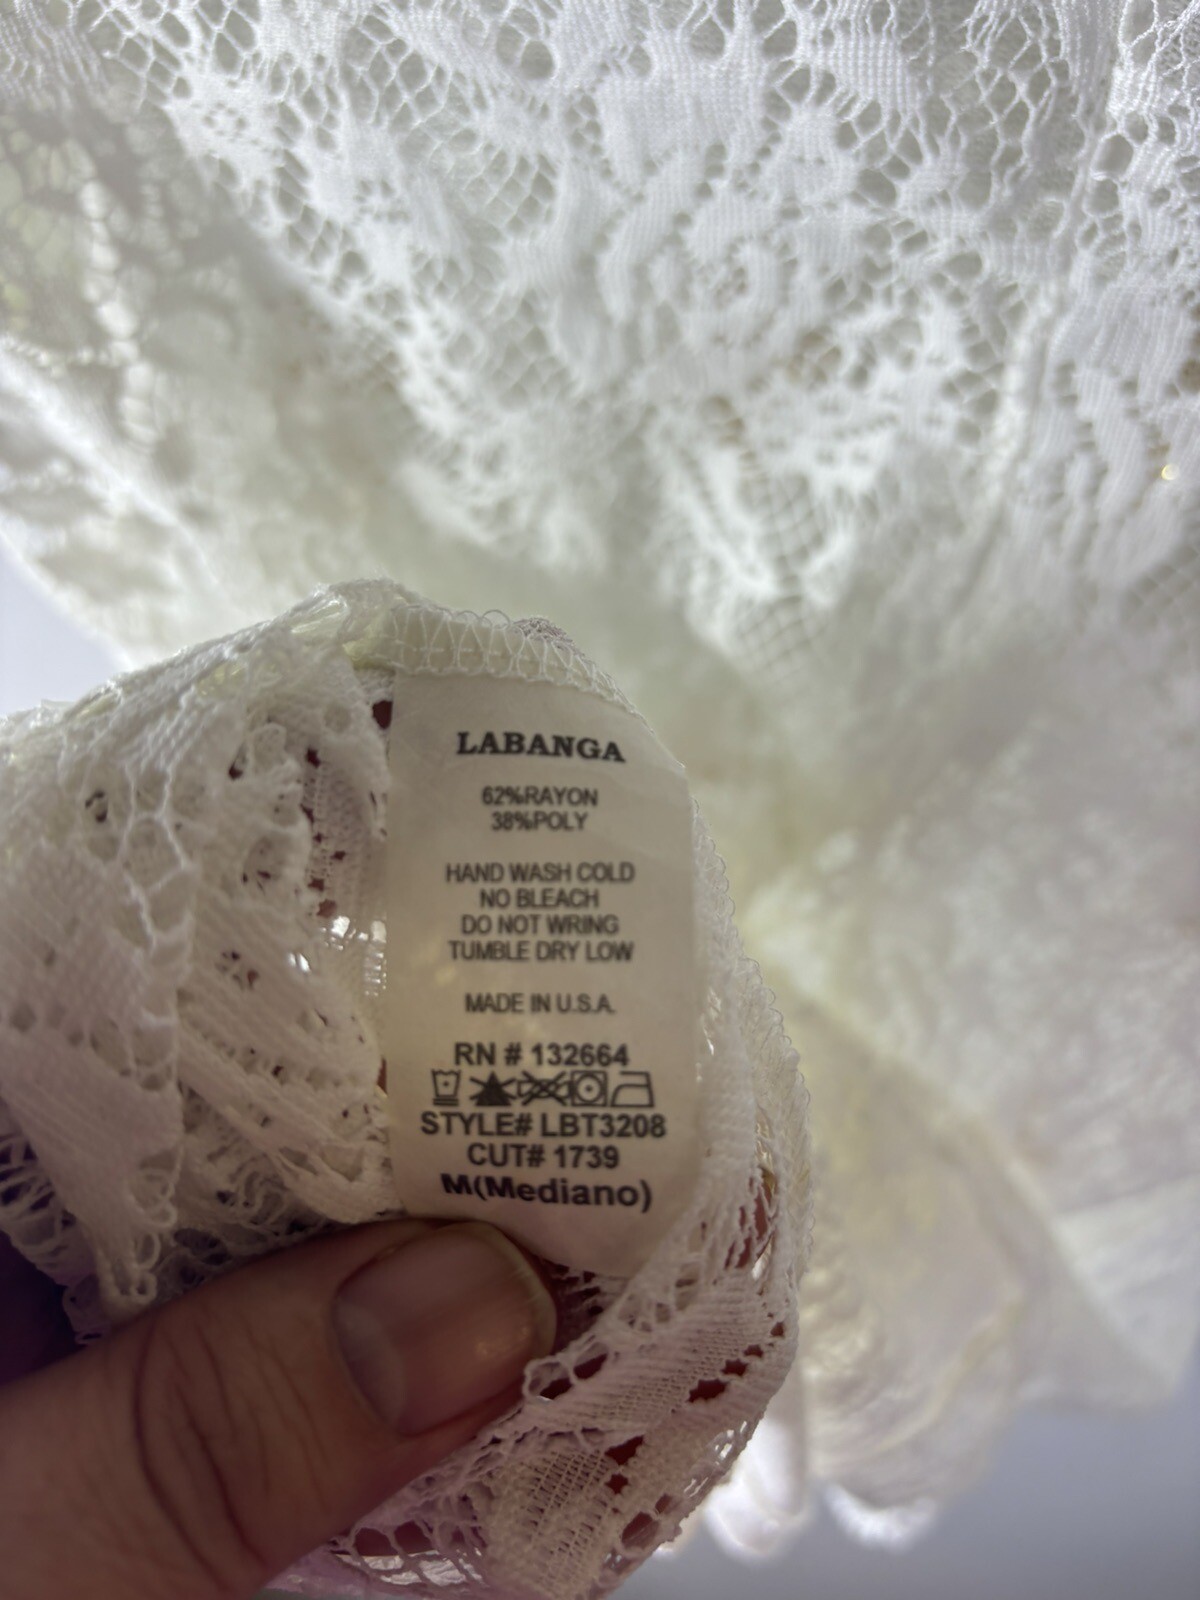 LABANGA
62%RAYON
38%POLY
HAND WASH COLD
NO BLEACH
DO NOT WRING
TUMBLE DRY LOW
MADE IN U.S.A.
RN # 132664
STYLE# LBT3208
CUT# 1739
M(Mediano)